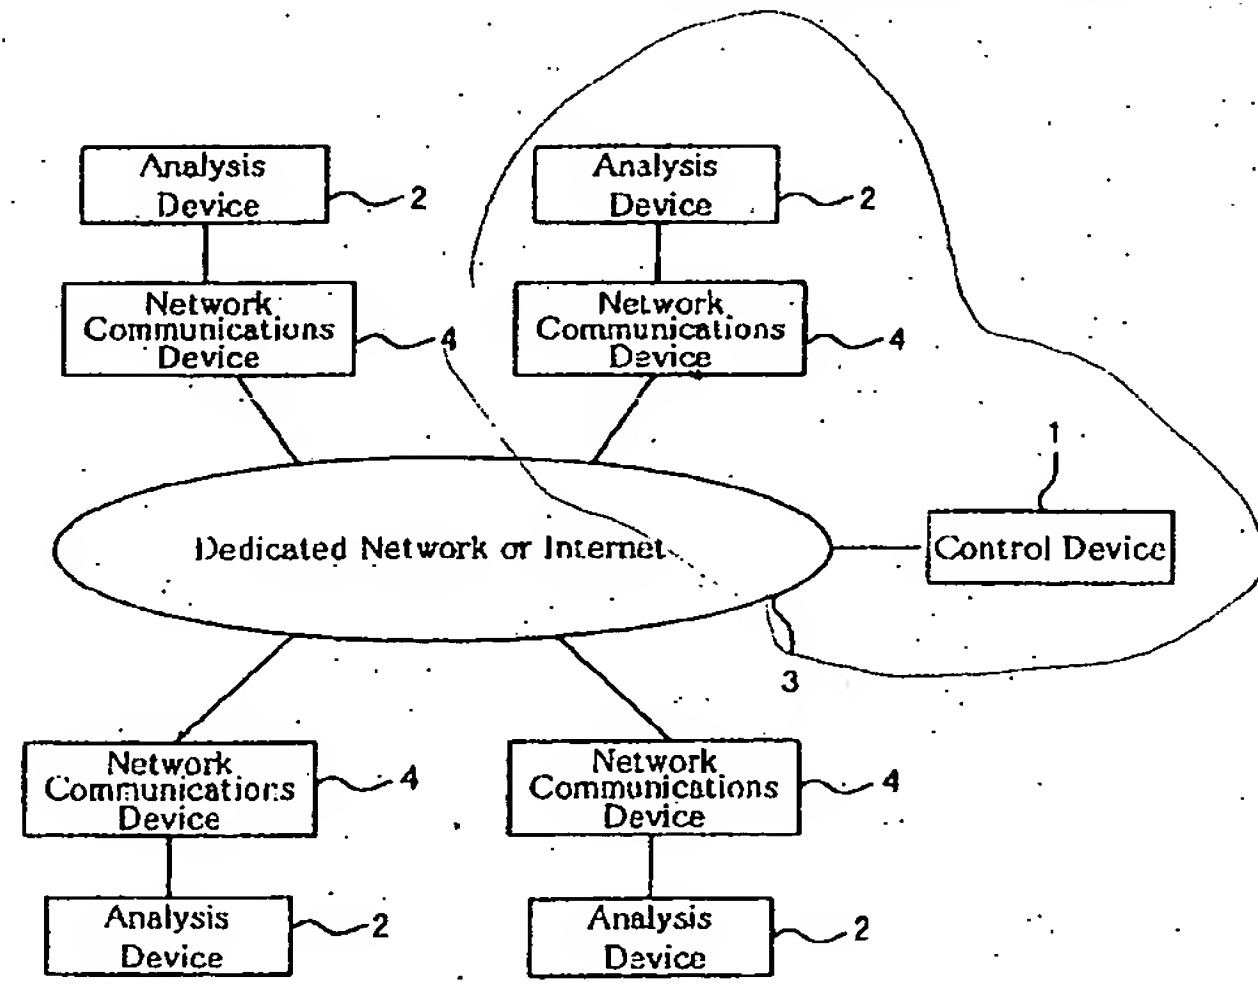 Analysis
Device
2
Analysis
Device
2
Network
Communications
Device
4
Network
Communications
Device
4
1
Dedicated Network or Internet
Control Device
3
Network
Communications
Device
4
Network
Communications
Device
4
Analysis
Device
2
Analysis
Device
2